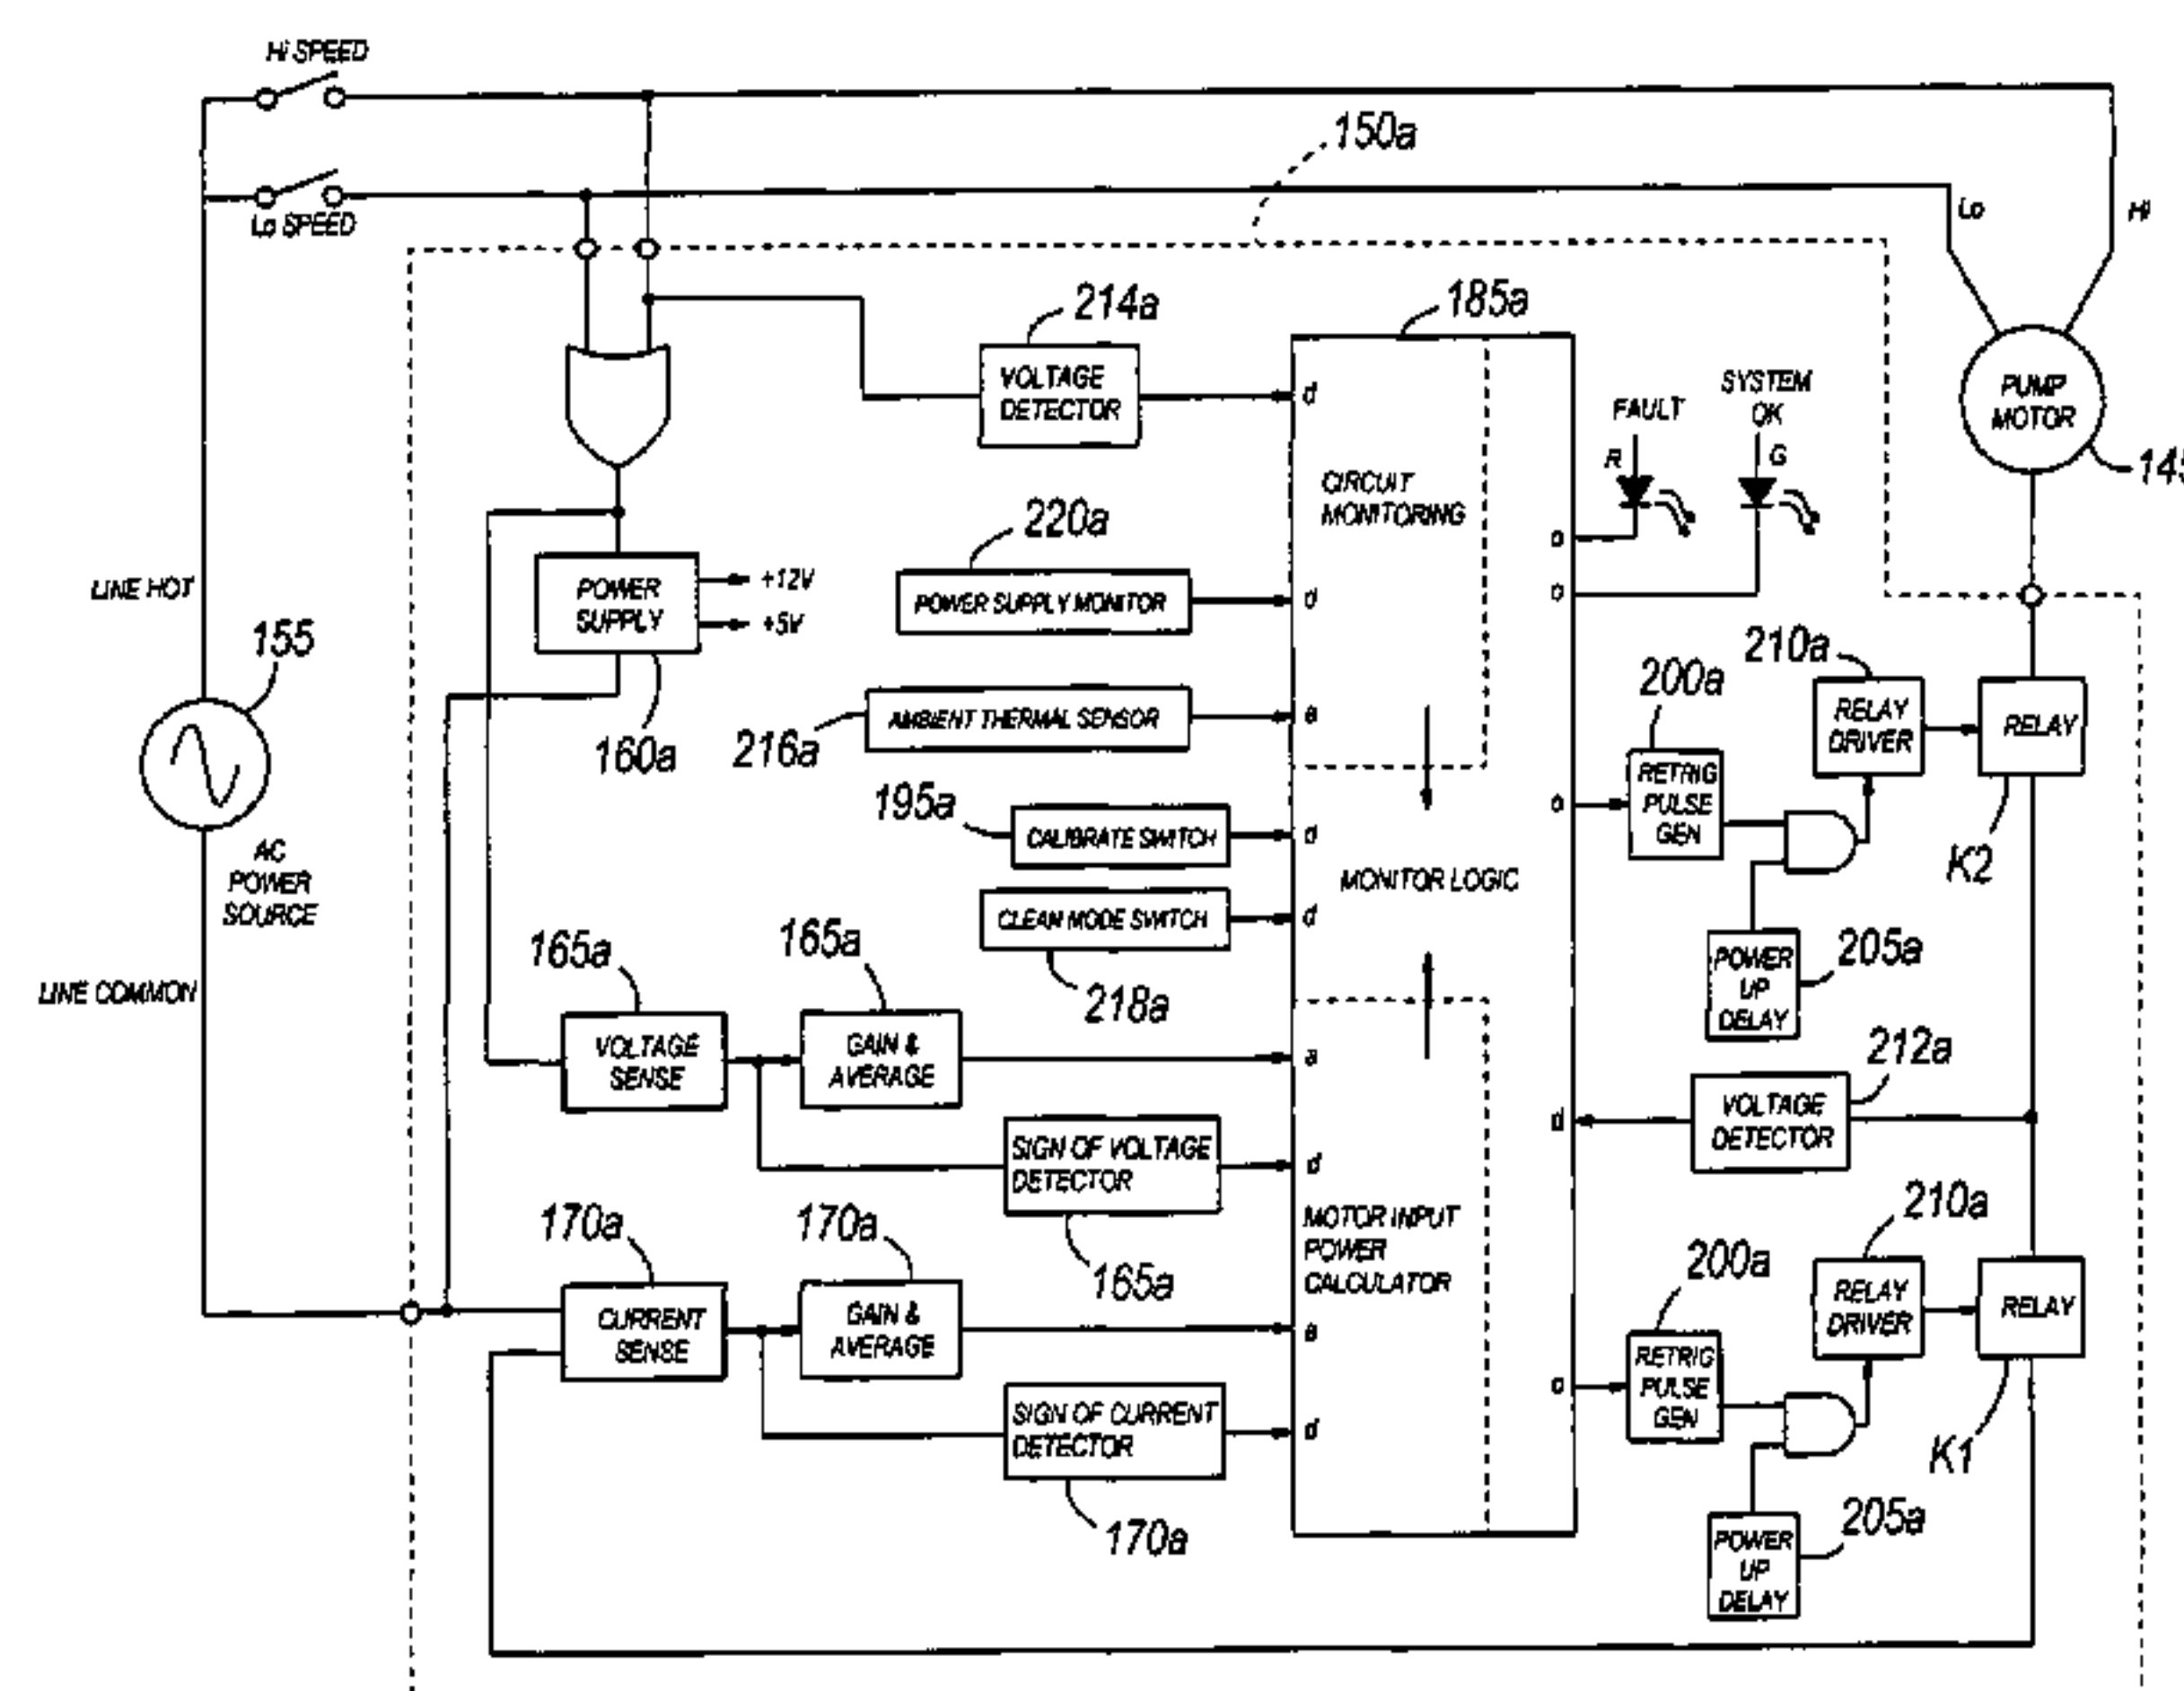 Hi SPEED
150a
Lo SPEED
Lo
Hi
214a
185a
VOLTAGE
DETECTOR
d
SYSTEM
OK
FAULT
PUMP
MOTOR
R
G
CIRCUIT
MONITORING
220a
o
LINE HOT
POWER
SUPPLY
+12V
+5V
POWER SUPPLY MONITOR
d
o
155
210a
200a
AMBIENT THERMAL SENSOR
a
RELAY
DRIVER
RELAY
160a
216a
RETRIG
PULSE
GEN
195a
CALIBRATE SWITCH
d
o
AC
POWER
SOURCE
MONITOR LOGIC
K2
CLEAN MODE SWITCH
d
165a
165a
POWER
UP
DELAY
205a
LINE COMMON
218a
VOLTAGE
SENSE
GAIN &
AVERAGE
a
212a
VOLTAGE
DETECTOR
d
SIGN OF VOLTAGE
DETECTOR
d
170a
170a
MOTOR INPUT
POWER
CALCULATOR
210a
165a
200a
CURRENT
SENSE
GAIN &
AVERAGE
a
RELAY
DRIVER
RELAY
RETRIG
PULSE
GEN
o
SIGN OF CURRENT
DETECTOR
d
K1
170a
205a
POWER
UP
DELAY